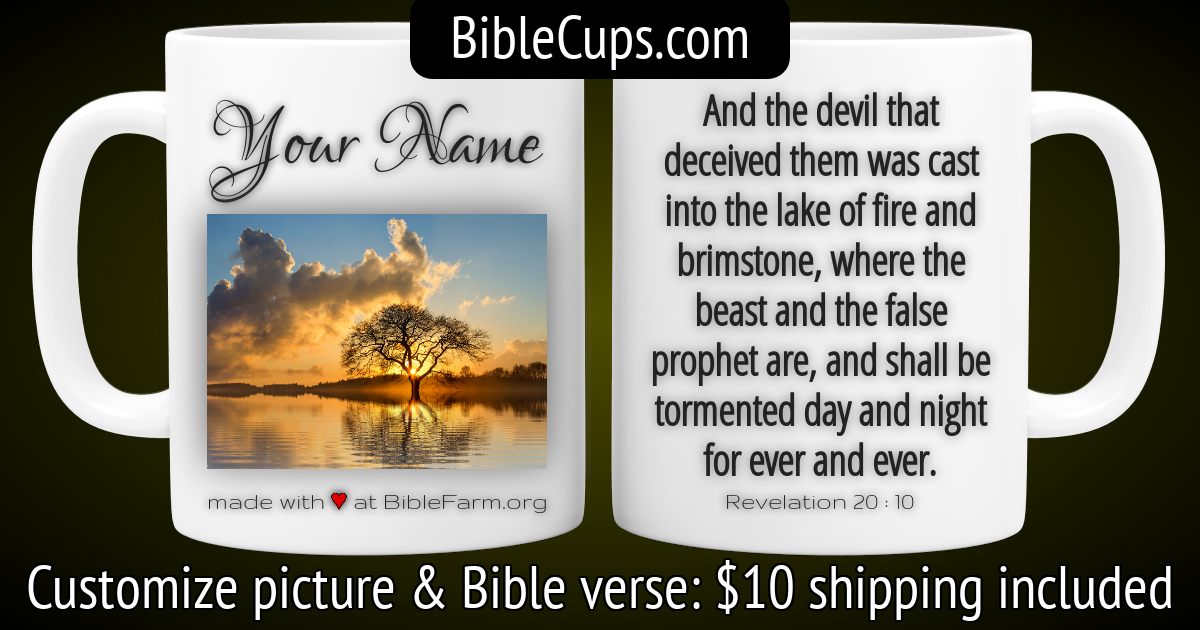 BibleCups.com
Your Name
made with ♥ at BibleFarm.org
And the devil that
deceived them was cast
into the lake of fire and
brimstone, where the
beast and the false
prophet are, and shall be
tormented day and night
for ever and ever.
Revelation 20 : 10
Customize picture & Bible verse: $10 shipping included